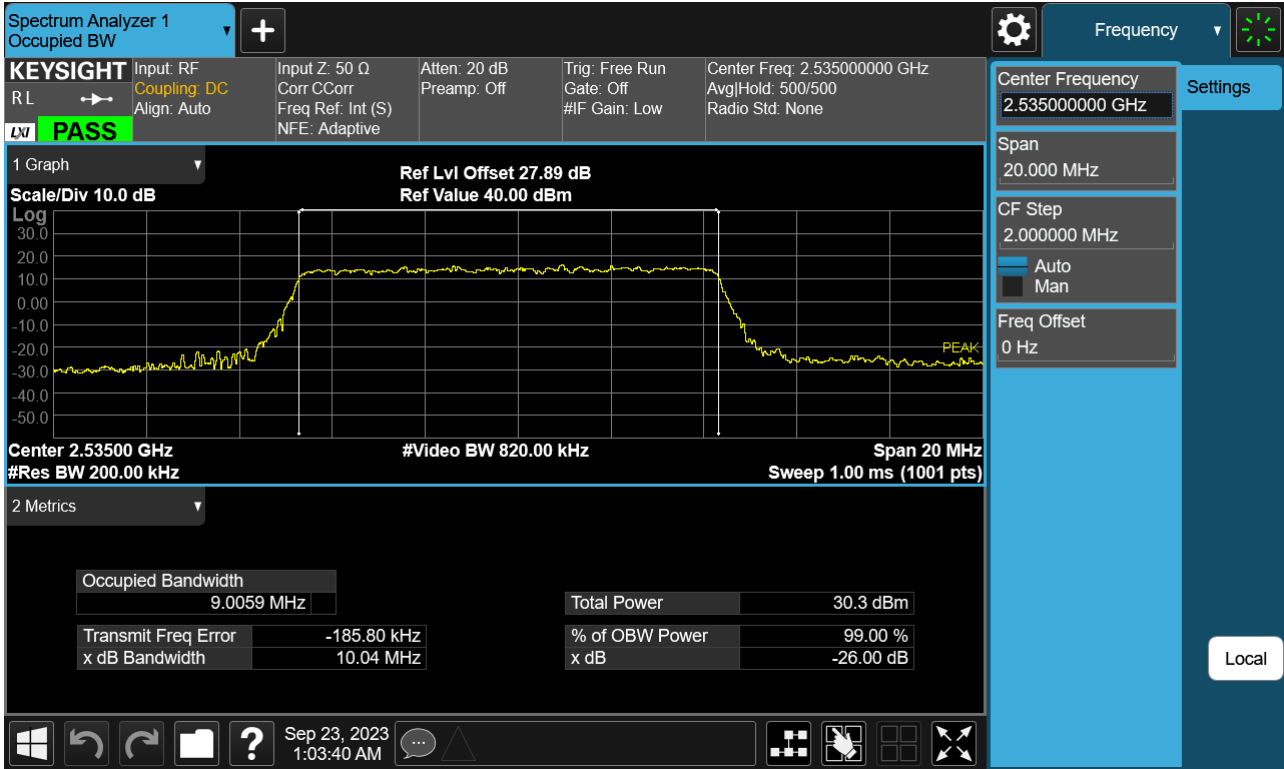 Spectrum Analyzer 1
Occupied BW
Frequency
KEYSIGHT
R L
LXI PASS
Input: RF
Coupling: DC
Align: Auto
Input Z: 50 Ω
Corr CCorr
Freq Ref: Int (S)
NFE: Adaptive
Atten: 20 dB
Preamp: Off
Trig: Free Run
Gate: Off
#IF Gain: Low
Center Freq: 2.535000000 GHz
Avg|Hold: 500/500
Radio Std: None
Center Frequency
2.535000000 GHz
Settings
Span
20.000 MHz
CF Step
2.000000 MHz
Auto
Man
Freq Offset
0 Hz
Local
1 Graph
Ref Lvl Offset 27.89 dB
Scale/Div 10.0 dB
Ref Value 40.00 dBm
Log
30.0
20.0
10.0
0.00
-10.0
-20.0
-30.0
-40.0
-50.0
PEAK
Center 2.53500 GHz
#Video BW 820.00 kHz
Span 20 MHz
#Res BW 200.00 kHz
Sweep 1.00 ms (1001 pts)
2 Metrics
Occupied Bandwidth
9.0059 MHz
Total Power 30.3 dBm
Transmit Freq Error -185.80 kHz
% of OBW Power 99.00 %
x dB Bandwidth 10.04 MHz
x dB -26.00 dB
?
Sep 23, 2023
1:03:40 AM